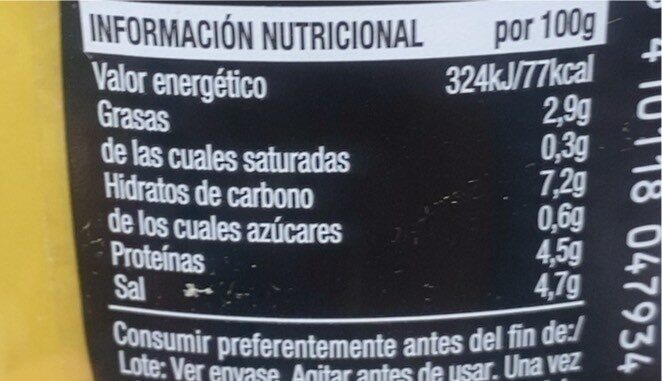 INFORMACIÓN NUTRICIONAL por 100g
Valor energético 324kJ/77kcal
Grasas 2,9g
de las cuales saturadas 0,3g
Hidratos de carbono 7,2g
de los cuales azúcares 0,6g
Proteínas 4,5g
Sal 4,7g
Consumir preferentemente antes del fin de:/
Lote: Ver envase. Agitar antes de usar. Una vez
410118 047934